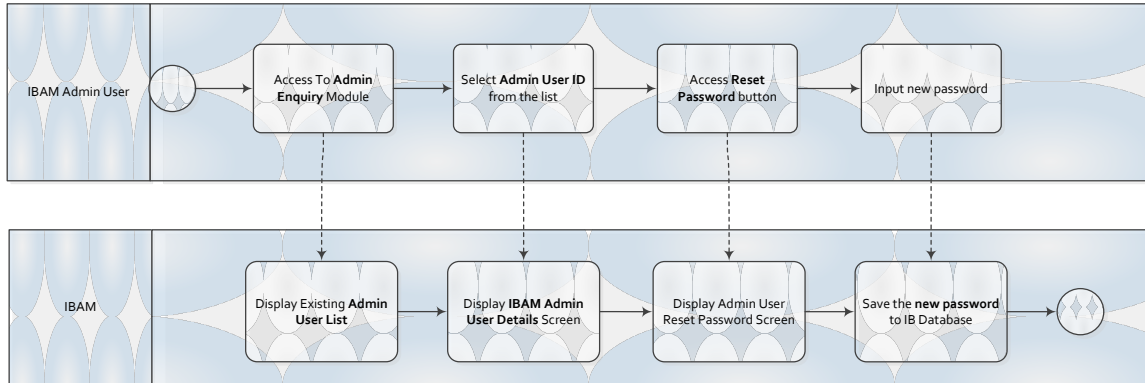 IBAM Admin User
Access To Admin
Enquiry Module
Select Admin User ID
from the list
Access Reset
Password button
Input new password
IBAM
Display Existing Admin
User List
Display IBAM Admin
User Details Screen
Display Admin User
Reset Password Screen
Save the new password
to IB Database